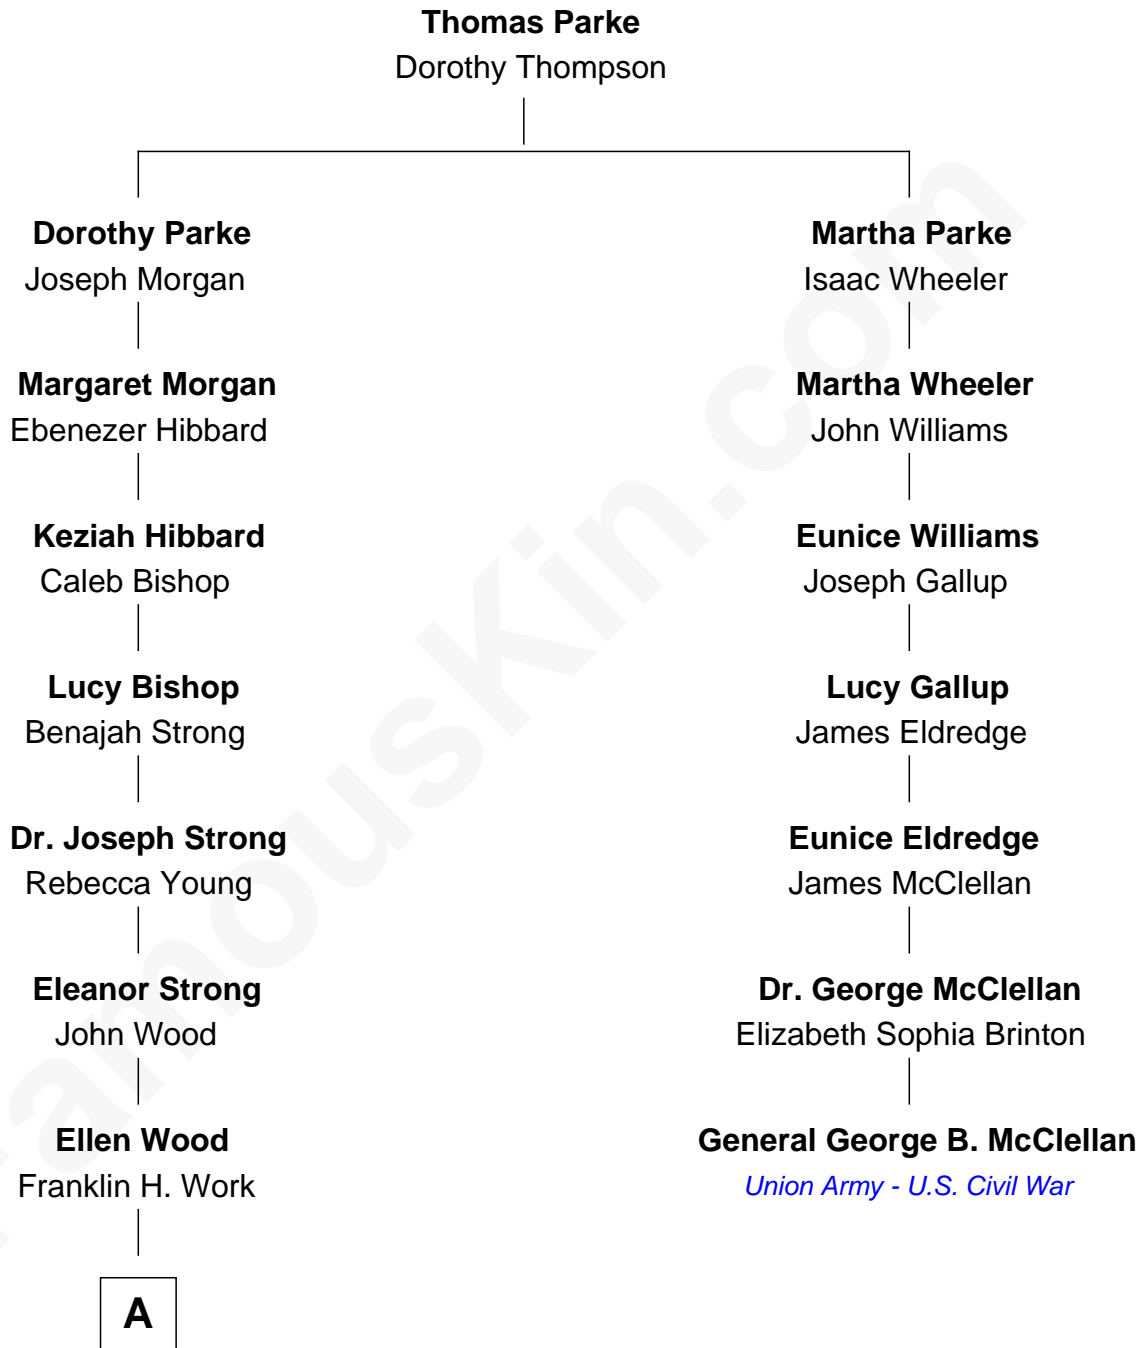 Thomas Parke
Dorothy Thompson
Dorothy Parke
Joseph Morgan
Martha Parke
Isaac Wheeler
Margaret Morgan
Ebenezer Hibbard
Martha Wheeler
John Williams
Keziah Hibbard
Caleb Bishop
Eunice Williams
Joseph Gallup
Lucy Bishop
Benajah Strong
Lucy Gallup
James Eldredge
Dr. Joseph Strong
Rebecca Young
Eunice Eldredge
James McClellan
Eleanor Strong
John Wood
Dr. George McClellan
Elizabeth Sophia Brinton
Ellen Wood
Franklin H. Work
General George B. McClellan
Union Army - U.S. Civil War
A
FamousKin.com